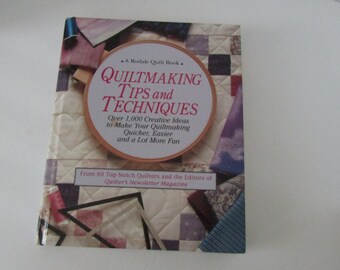 • A Rodale Quilt Book •
QUILTMAKING
TIPS and
TECHNIQUES
Over 1,000 Creative Ideas
to Make Your Quiltmaking
Quicker, Easier
and a Lot More Fun
From 60 Top-Notch Quilters and the Editors of
Quilter's Newsletter Magazine